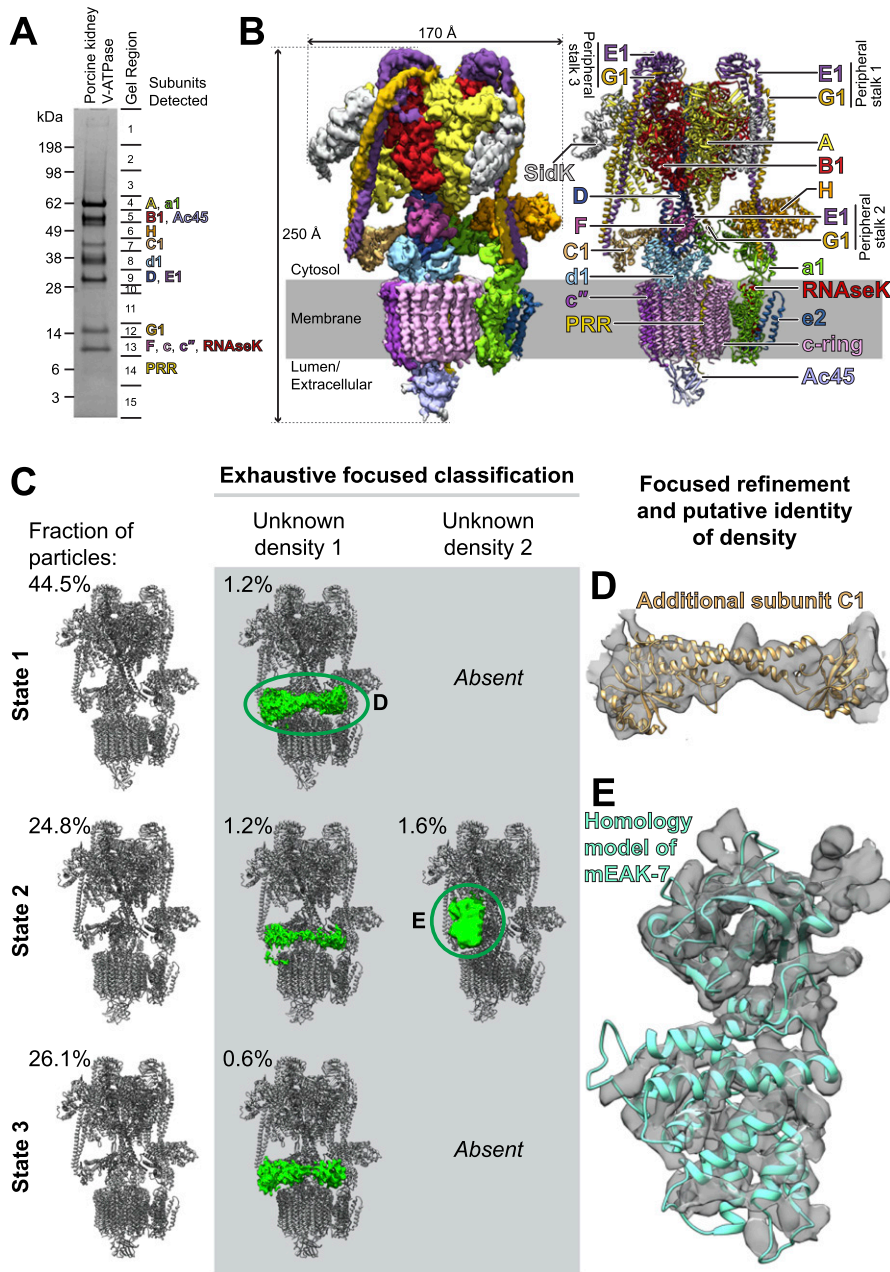 A
Porcine kidney
V-ATPase
Gel Region
Subunits
Detected
kDa
198
98
62
49
38
28
14
6
3
1
2
3
4
5
6
7
8
9
10
11
12
13
14
15
A, a1
B1, Ac45
H
C1
d1
D, E1
G1
F, c, c″, RNAseK
PRR
B
170 Å
250 Å
Cytosol
Membrane
Lumen/
Extracellular
Peripheral
stalk 3
E1
G1
SidK
D
F
C1
d1
c″
PRR
E1
G1
Peripheral
stalk 1
A
B1
H
E1
G1
Peripheral
stalk 2
a1
RNAseK
e2
c-ring
Ac45
C
Exhaustive focused classification
Fraction of
particles:
Unknown
density 1
Unknown
density 2
Focused refinement
and putative identity
of density
State 1
44.5%
1.2%
D
Absent
State 2
24.8%
1.2%
1.6%
E
State 3
26.1%
0.6%
Absent
D
Additional subunit C1
E
Homology
model of
mEAK-7